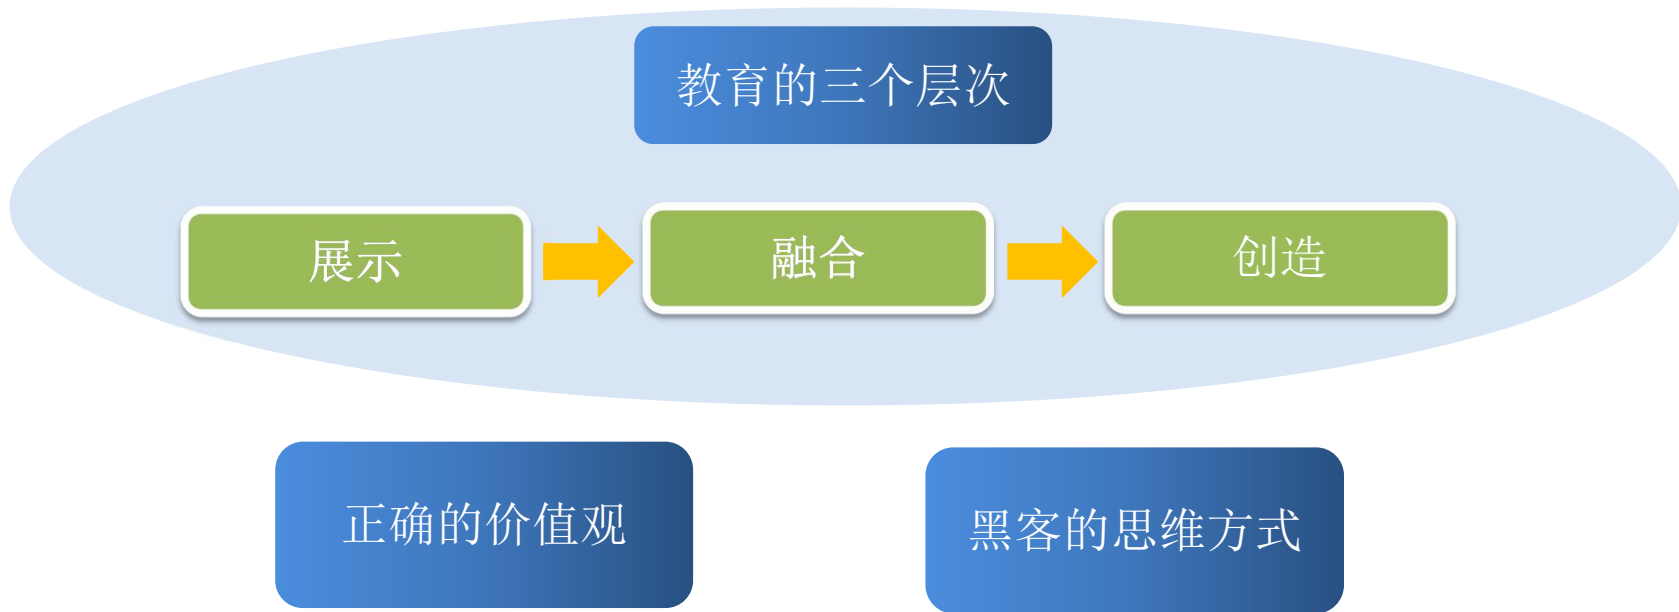 教育的三个层次
展示
融合
创造
正确的价值观
黑客的思维方式